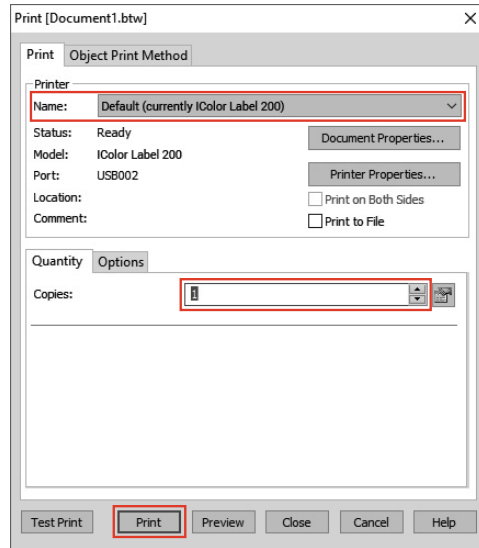 Print [Document1.btw]
Print Object Print Method
Printer
Name: Default (currently IColor Label 200)
Status: Ready Document Properties...
Model: IColor Label 200
Port: USB002 Printer Properties...
Location: Print on Both Sides
Comment: Print to File
Quantity Options
Copies: 1
Test Print Print Preview Close Cancel Help